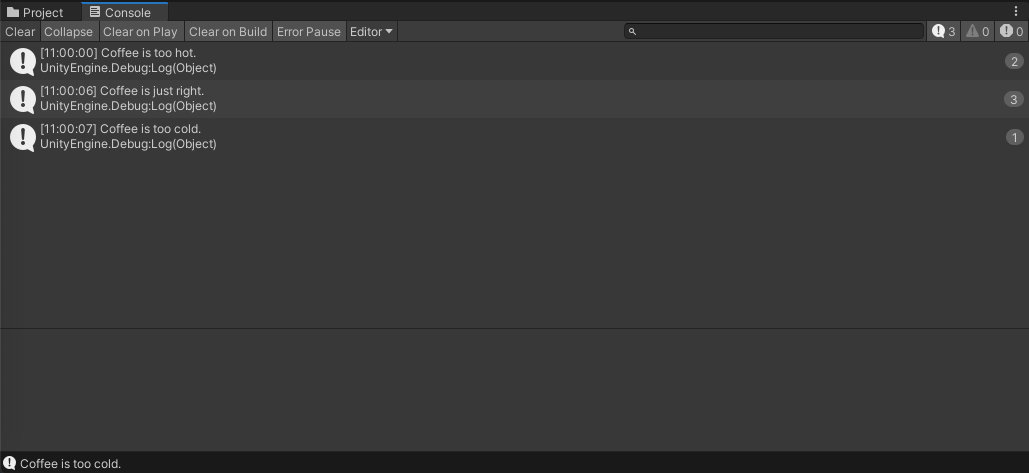 Project Console
Clear Collapse Clear on Play Clear on Build Error Pause Editor 3 0 0
[11:00:00] Coffee is too hot.
UnityEngine.Debug:Log(Object)
2
[11:00:06] Coffee is just right.
UnityEngine.Debug:Log(Object)
3
[11:00:07] Coffee is too cold.
UnityEngine.Debug:Log(Object)
1
Coffee is too cold.